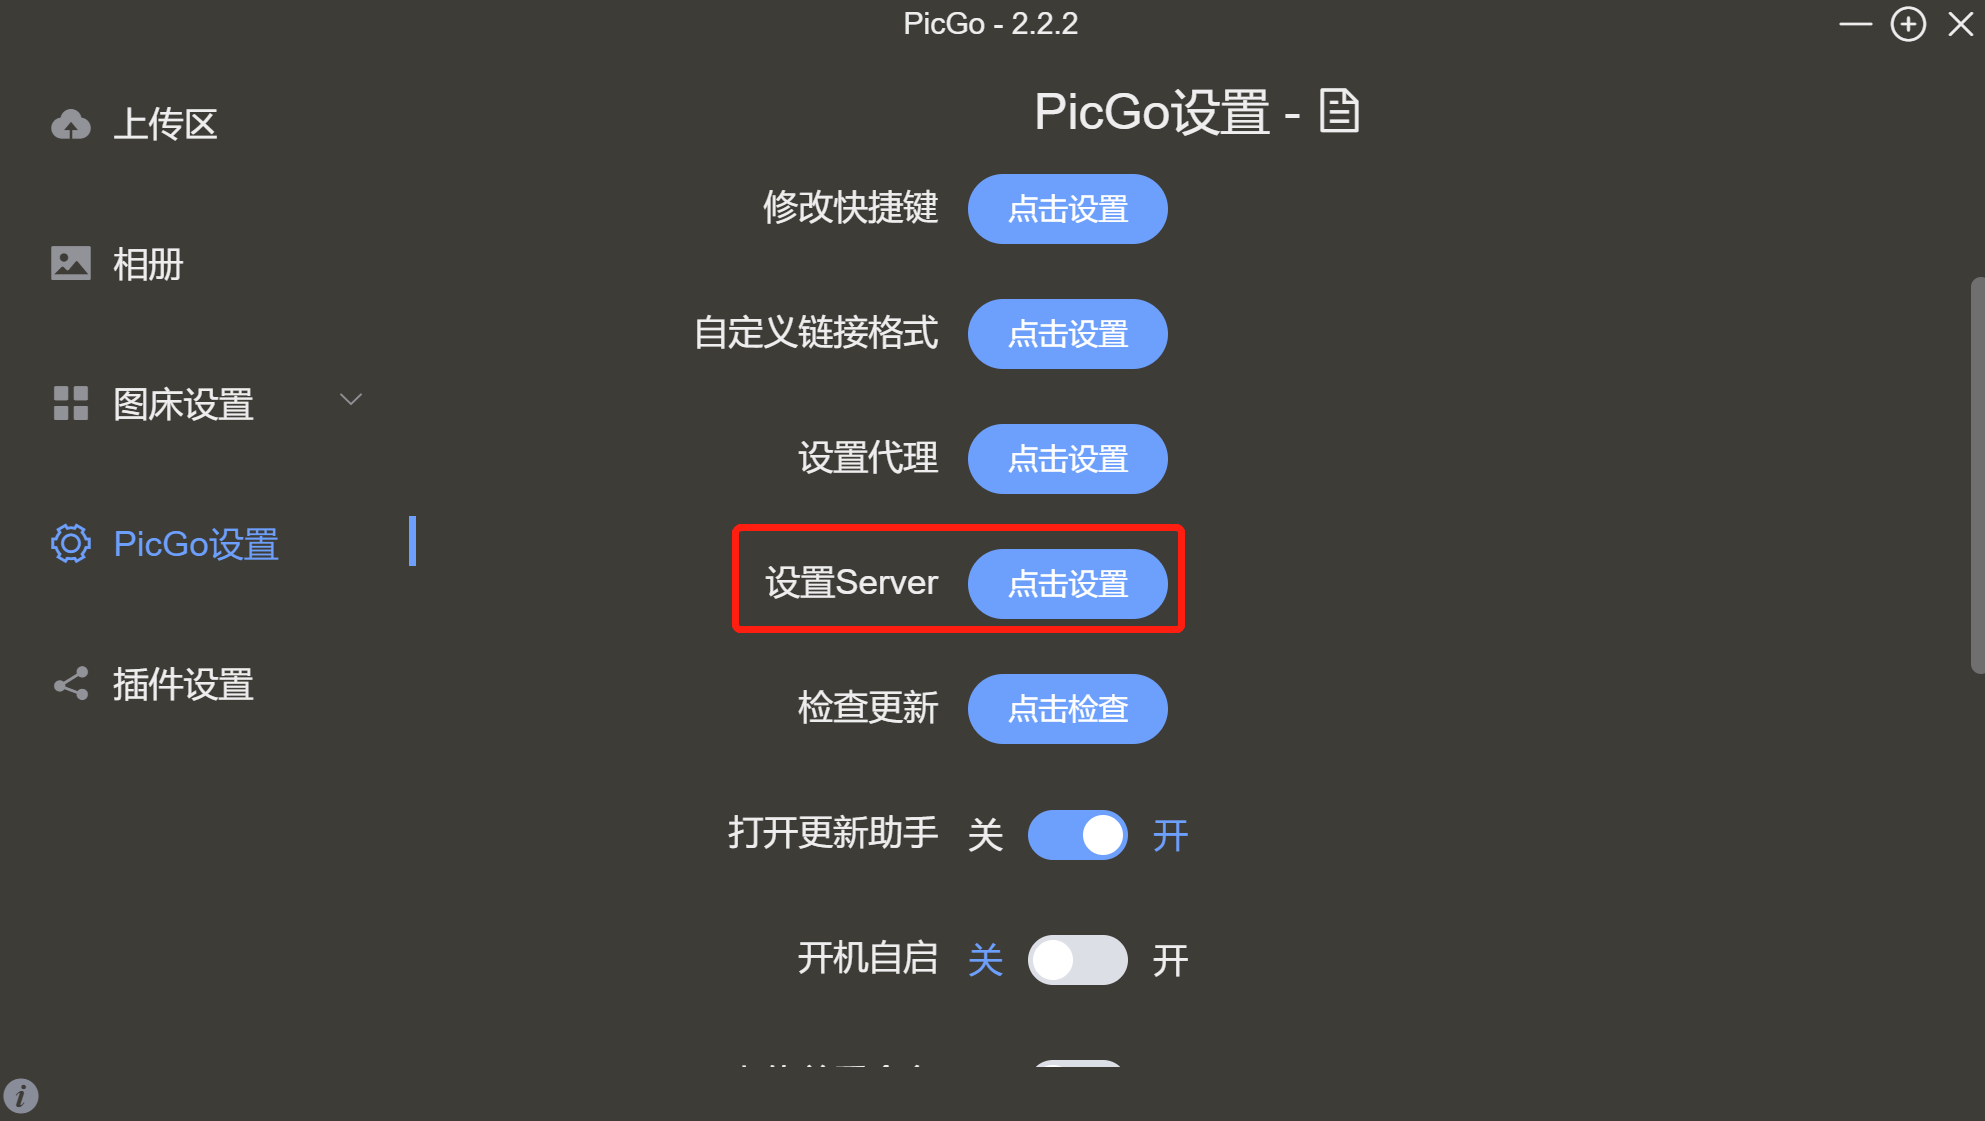 PicGo - 2.2.2
上传区
相册
图床设置
PicGo设置
插件设置
PicGo设置 -
修改快捷键 点击设置
自定义链接格式 点击设置
设置代理 点击设置
设置Server 点击设置
检查更新 点击检查
打开更新助手 关 开
开机自启 关 开